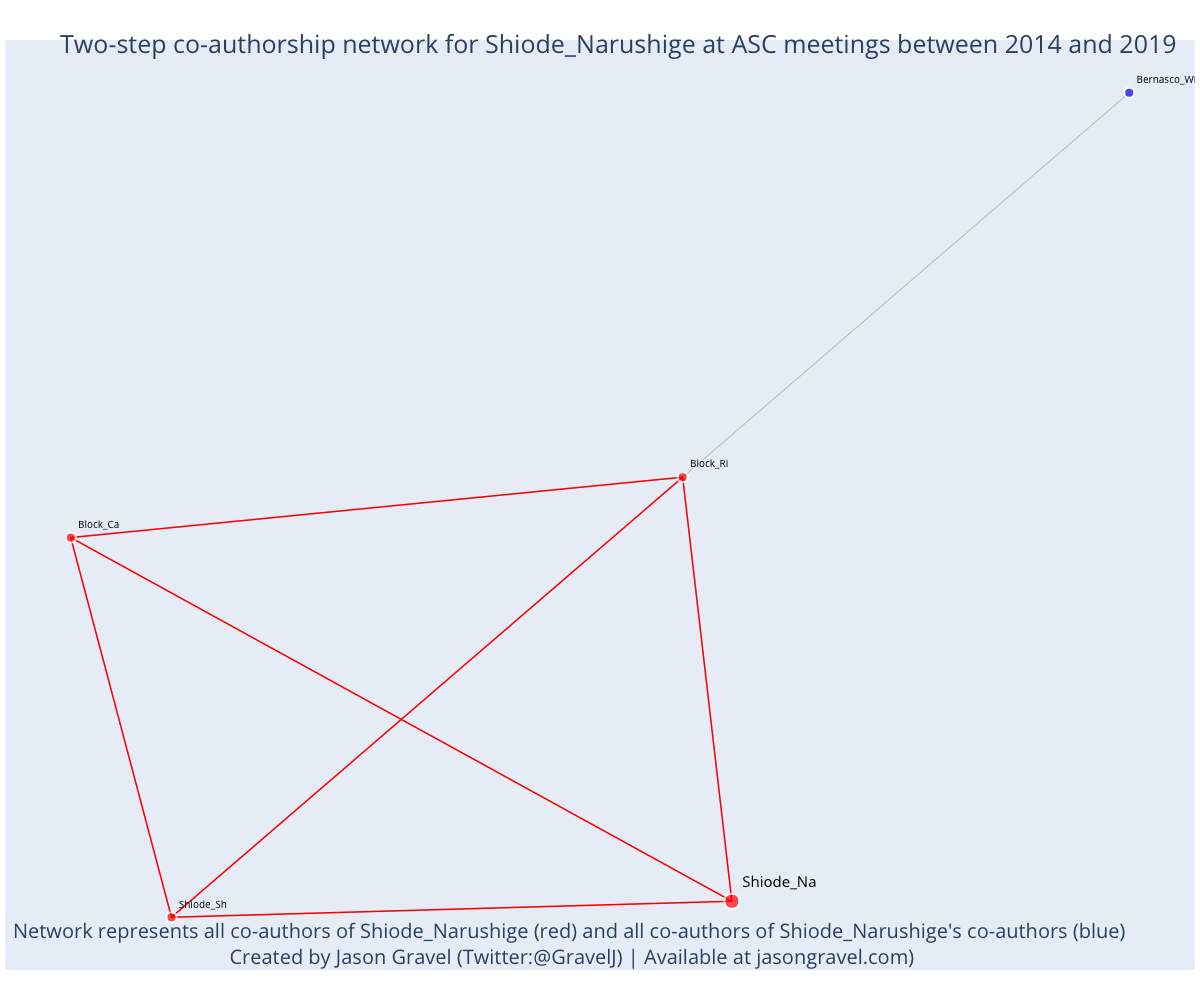 Two-step co-authorship network for Shiode_Narushige at ASC meetings between 2014 and 2019
Bernasco_Wi
Block_Ri
Block_Ca
Shiode_Na
Shiode_Sh
Network represents all co-authors of Shiode_Narushige (red) and all co-authors of Shiode_Narushige's co-authors (blue)
Created by Jason Gravel (Twitter:@GravelJ) | Available at jasongravel.com)